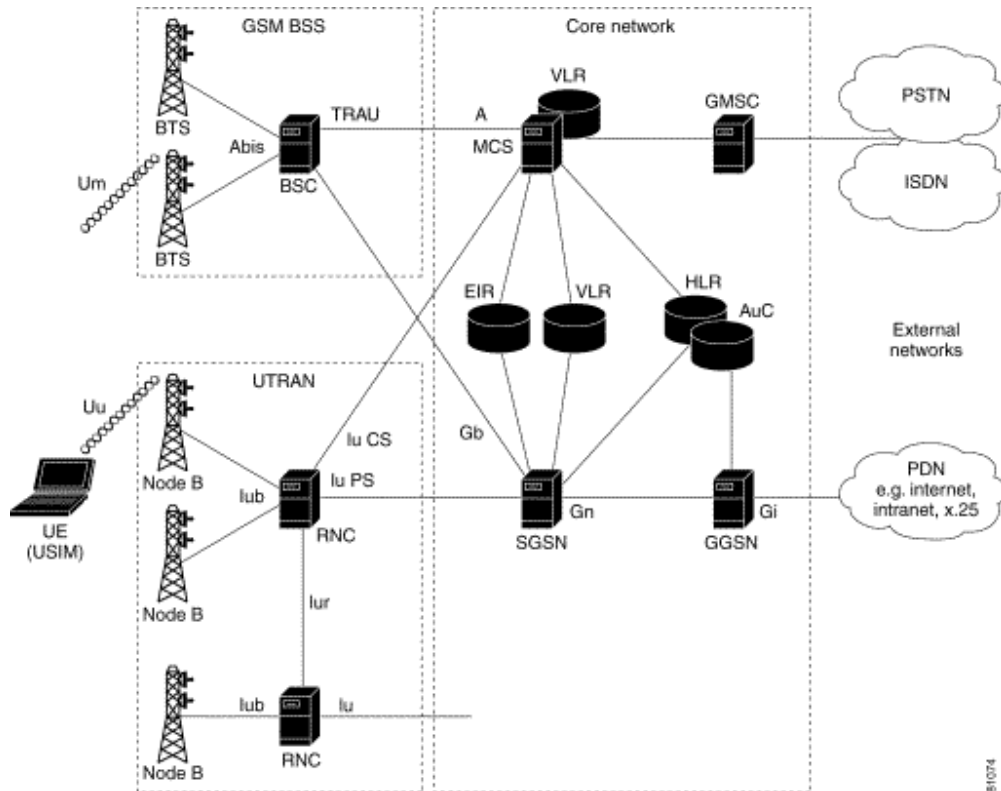 GSM BSS
Core network
VLR
GMSC
PSTN
TRAU
A
BTS
Abis
MCS
BSC
Um
ISDN
BTS
EIR
VLR
HLR
AuC
External
networks
UTRAN
Uu
Iu CS
Gb
PDN
e.g. internet,
intranet, x.25
Node B
Iub
Iu PS
Gn
Gi
UE
(USIM)
RNC
SGSN
GGSN
Node B
Iur
Iub
Iu
RNC
Node B
81074